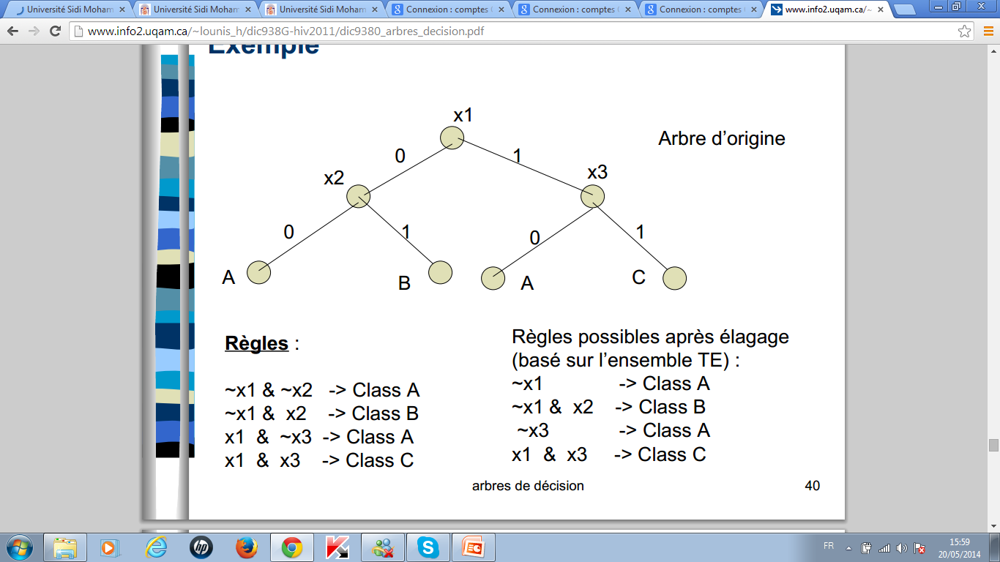 Université Sidi Moham
Université Sidi Moham
Université Sidi Moham
Connexion : comptes
Connexion : comptes
Connexion : comptes
www.info2.uqam.ca/~
www.info2.uqam.ca/~lounis_h/dic938G-hiv2011/dic9380_arbres_decision.pdf
Exemple
x1
Arbre d’origine
0
1
x2
x3
0
1
0
1
A
B
A
C
Règles :
~x1 & ~x2 -> Class A
~x1 & x2 -> Class B
x1 & ~x3 -> Class A
x1 & x3 -> Class C
Règles possibles après élagage
(basé sur l’ensemble TE) :
~x1 -> Class A
~x1 & x2 -> Class B
~x3 -> Class A
x1 & x3 -> Class C
arbres de décision
40
hp
FR
15:59
20/05/2014